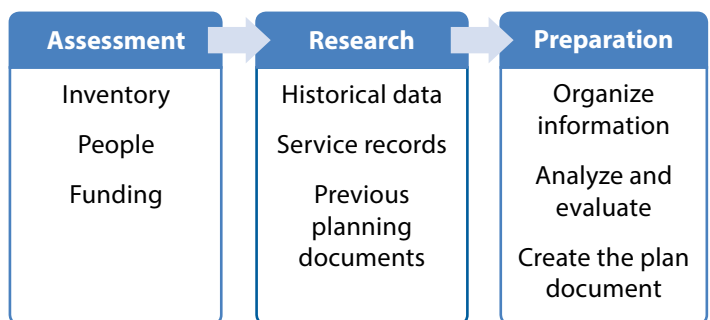 Assessment
Inventory
People
Funding
Research
Historical data
Service records
Previous
planning
documents
Preparation
Organize
information
Analyze and
evaluate
Create the plan
document